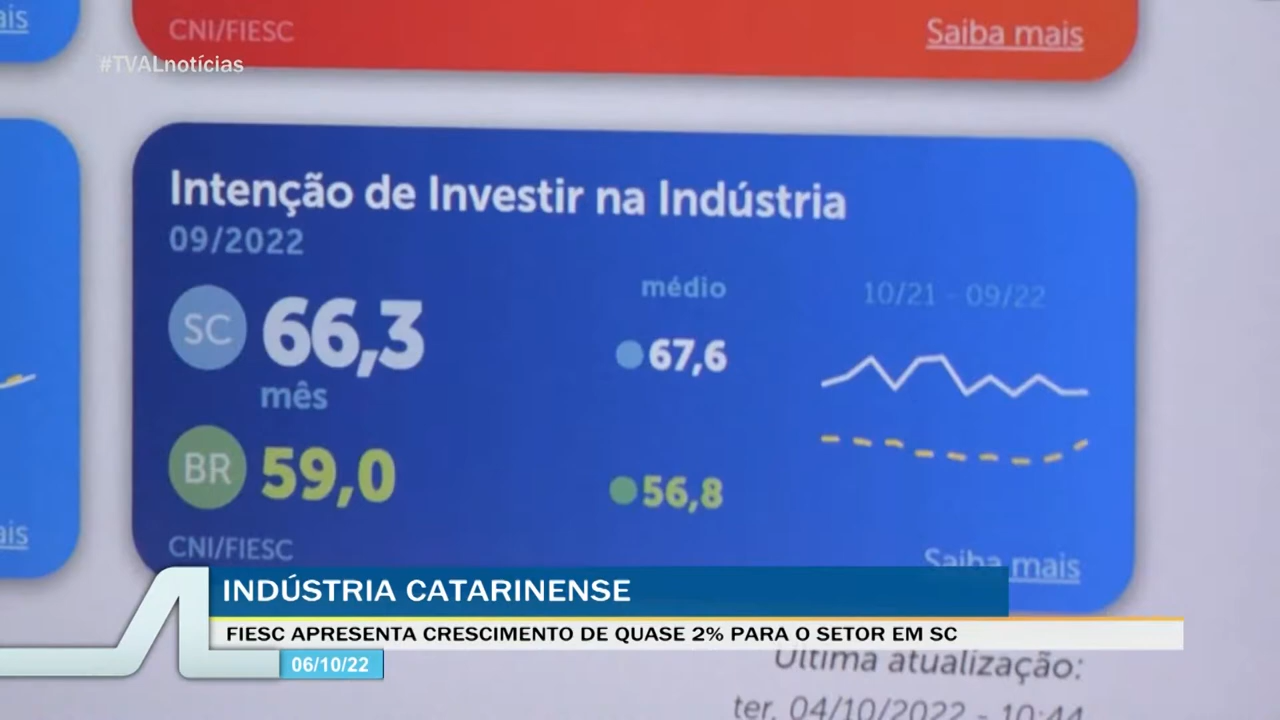 ais
CNI/FIESC
Saiba mais
#TVALnotícias
Intenção de Investir na Indústria
09/2022
médio
10/21 - 09/22
SC 66,3
67,6
mês
BR 59,0
56,8
ais
CNI/FIESC
Saiba mais
INDÚSTRIA CATARINENSE
FIESC APRESENTA CRESCIMENTO DE QUASE 2% PARA O SETOR EM SC
06/10/22
Última atualização:
ter, 04/10/2022 - 10:44